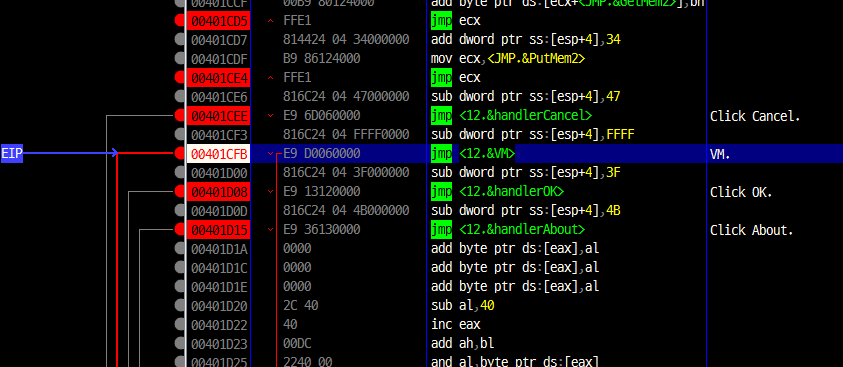 00401CCF 00B9 80124000 add byte ptr ds:[ecx+<JMP.&GetMem2>],bh
00401CD5 FFE1 jmp ecx
00401CD7 814424 04 34000000 add dword ptr ss:[esp+4],34
00401CDF B9 86124000 mov ecx,<JMP.&PutMem2>
00401CE4 FFE1 jmp ecx
00401CE6 816C24 04 47000000 sub dword ptr ss:[esp+4],47
00401CEE E9 6D060000 jmp <12.&handlerCancel> Click Cancel.
00401CF3 816C24 04 FFFF0000 sub dword ptr ss:[esp+4],FFFF
EIP 00401CFB E9 D0060000 jmp <12.&VM> VM.
00401D00 816C24 04 3F000000 sub dword ptr ss:[esp+4],3F
00401D08 E9 13120000 jmp <12.&handlerOK> Click OK.
00401D0D 816C24 04 4B000000 sub dword ptr ss:[esp+4],4B
00401D15 E9 36130000 jmp <12.&handlerAbout> Click About.
00401D1A 0000 add byte ptr ds:[eax],al
00401D1C 0000 add byte ptr ds:[eax],al
00401D1E 0000 add byte ptr ds:[eax],al
00401D20 2C 40 sub al,40
00401D22 40 inc eax
00401D23 00DC add ah,bl
00401D25 2240 00 and al,byte ptr ds:[eax]